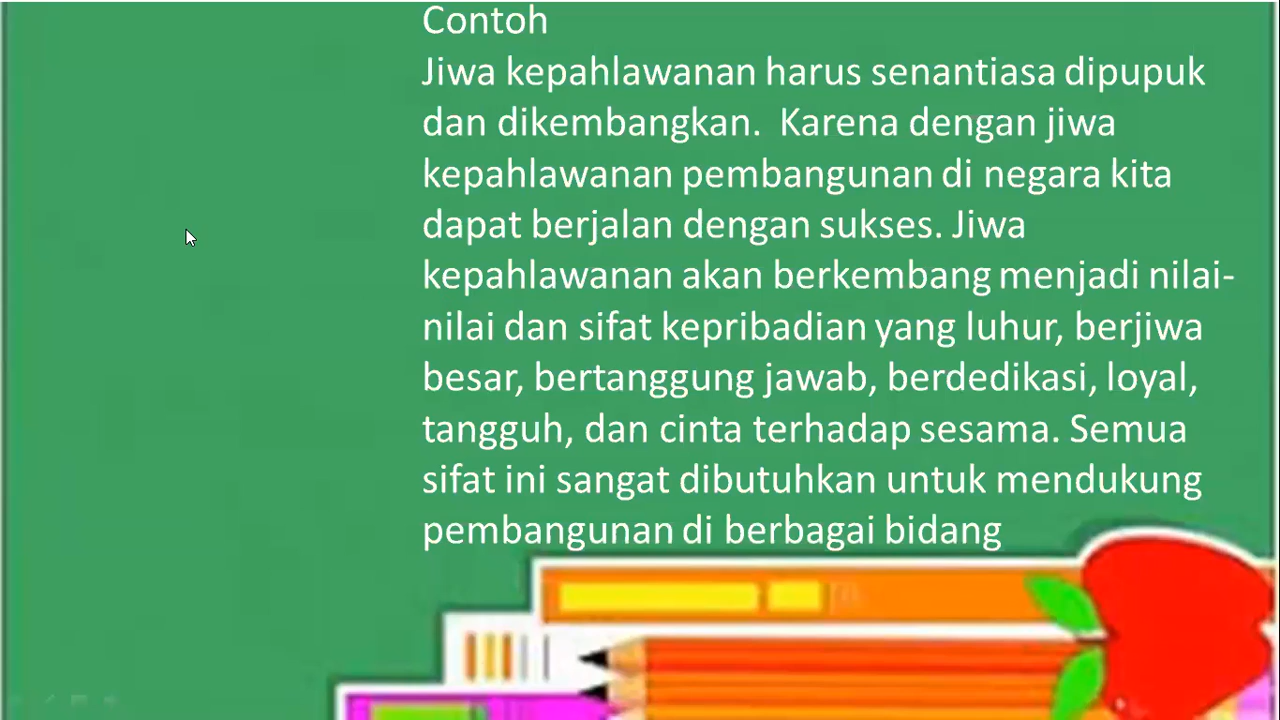 Contoh
Jiwa kepahlawanan harus senantiasa dipupuk
dan dikembangkan.  Karena dengan jiwa
kepahlawanan pembangunan di negara kita
dapat berjalan dengan sukses. Jiwa
kepahlawanan akan berkembang menjadi nilai-
nilai dan sifat kepribadian yang luhur, berjiwa
besar, bertanggung jawab, berdedikasi, loyal,
tangguh, dan cinta terhadap sesama. Semua
sifat ini sangat dibutuhkan untuk mendukung
pembangunan di berbagai bidang